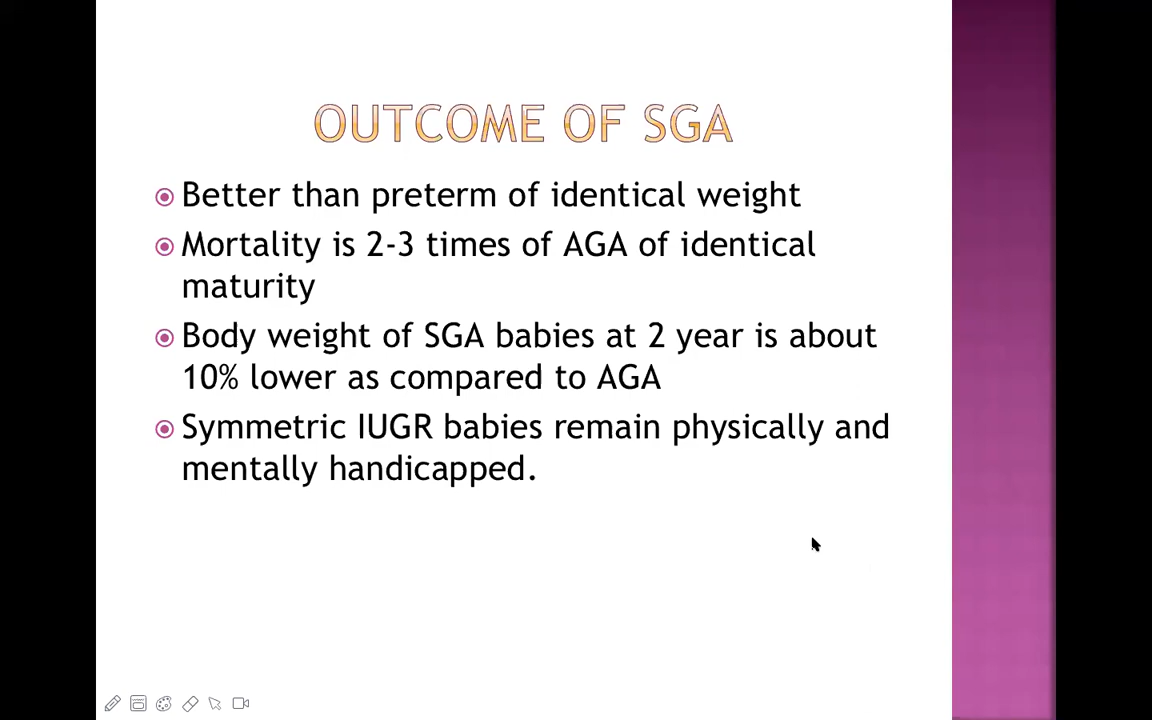 OUTCOME OF SGA
Better than preterm of identical weight
Mortality is 2-3 times of AGA of identical
maturity
Body weight of SGA babies at 2 year is about
10% lower as compared to AGA
Symmetric IUGR babies remain physically and
mentally handicapped.